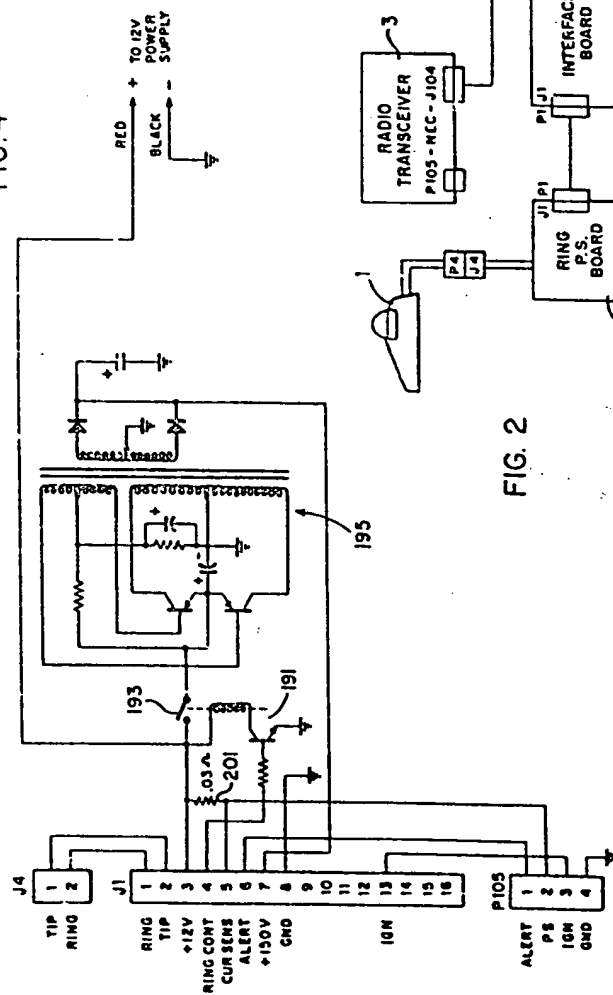 RED
+
TO 12V
POWER
SUPPLY
BLACK
-
193
191
195
.03 Ω
201
J4
TIP 1
RING 2
J1
RING 1
TIP 2
+12V 3
RING CONT 4
CUR SENS 5
ALERT 6
+150V 7
GND 8
9
10
11
12
IGN 13
14
15
16
P105
ALERT 1
PS 2
IGN 3
GND 4
3
RADIO
TRANSCEIVER
P105-NEC-J104
1
P4
J4
J1 P1
RING
P.S.
BOARD
P1 J1
INTERFAC
BOARD
FIG. 2